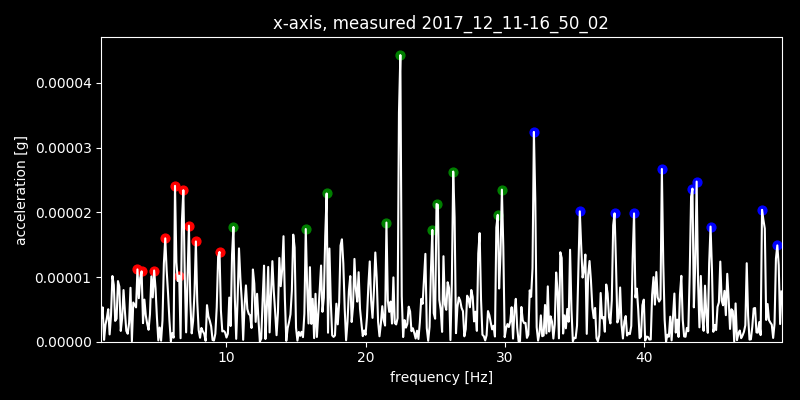 x-axis, measured 2017_12_11-16_50_02
acceleration [g]
0.00004
0.00003
0.00002
0.00001
0.00000
10 20 30 40
frequency [Hz]